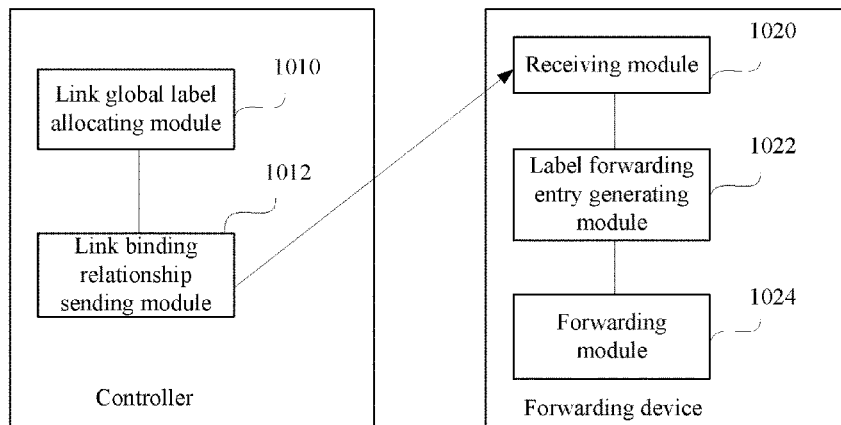 1010
Link global label
allocating module
1012
Link binding
relationship
sending module
Controller
1020
Receiving module
1022
Label forwarding
entry generating
module
1024
Forwarding
module
Forwarding device